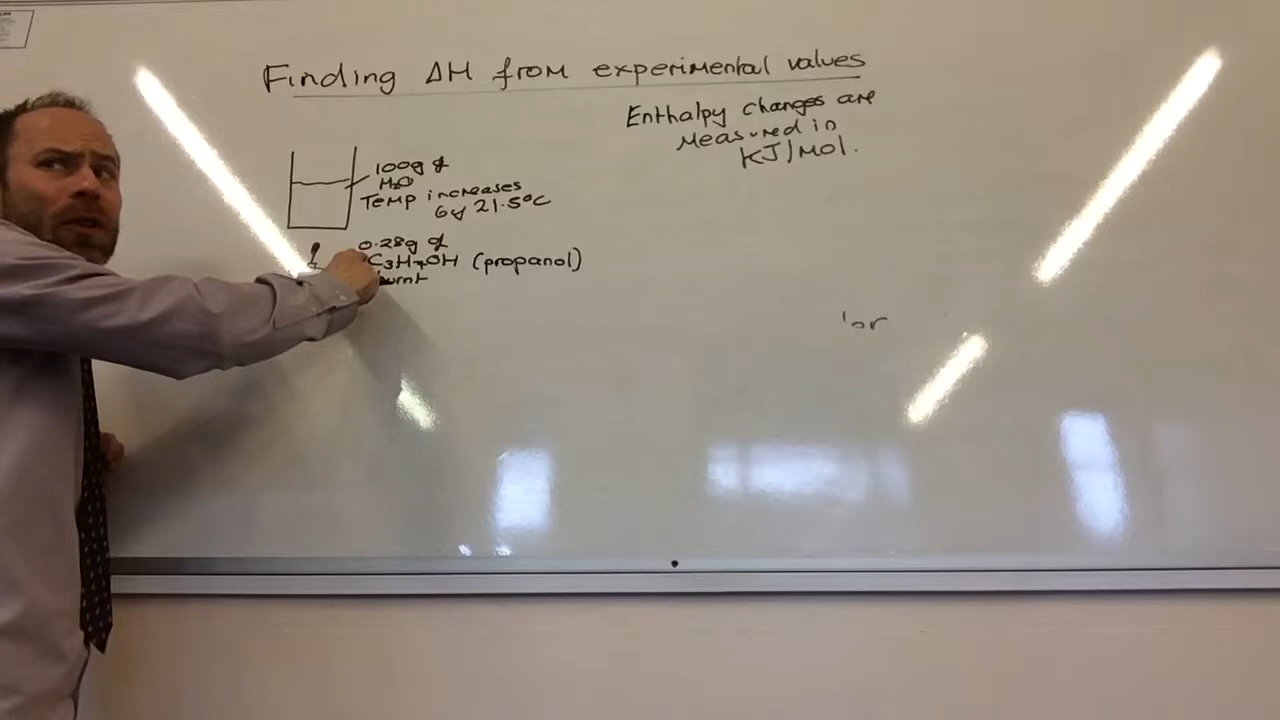 Finding ΔH from experimental values
Enthalpy changes are
measured in
KJ/mol.
100g of
H₂O
Temp increases
by 21.5°C
0.28g of
C₃H₇OH (propanol)
burnt
'or